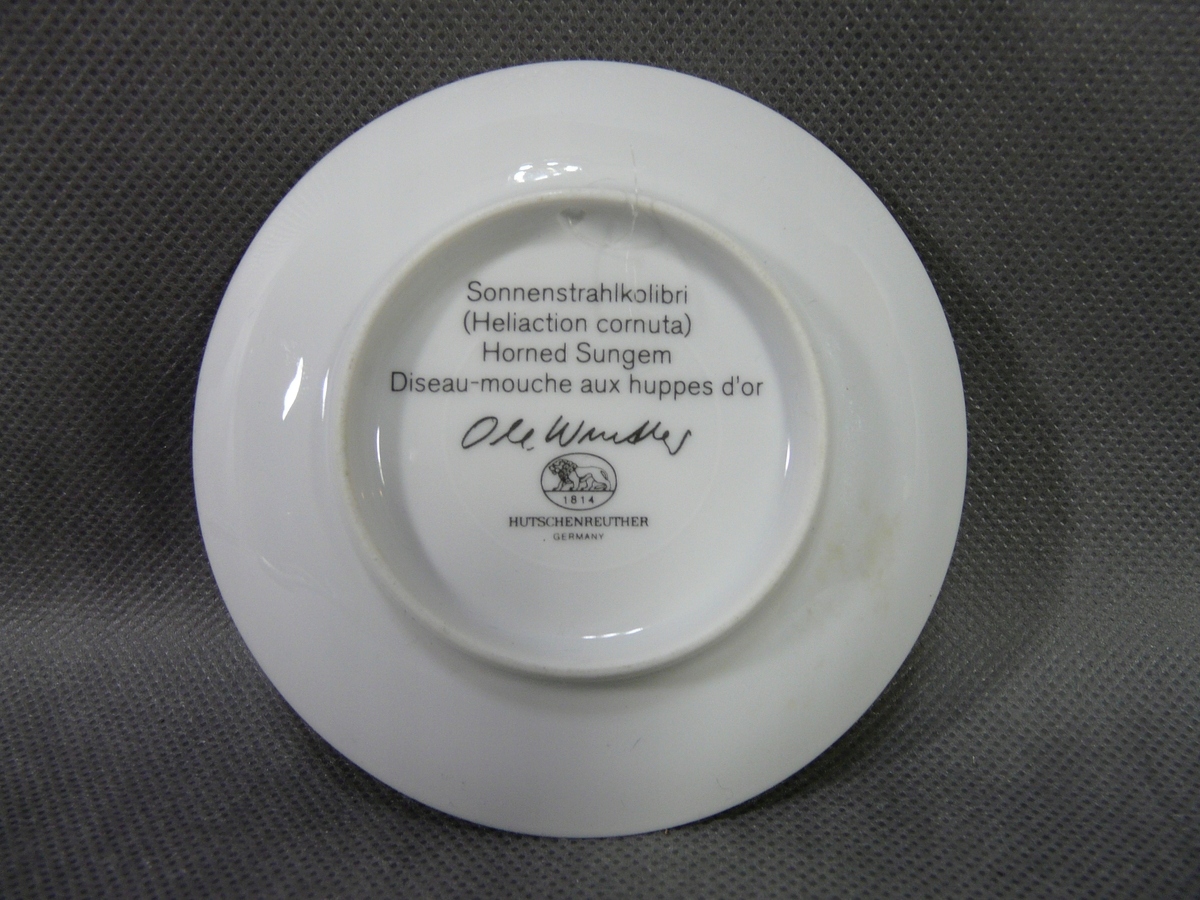 Sonnenstrahlkolibri
(Heliaction cornuta)
Horned Sungem
Diseau-mouche aux huppes d'or
Ole Winther
1814
HUTSCHENREUTHER
GERMANY